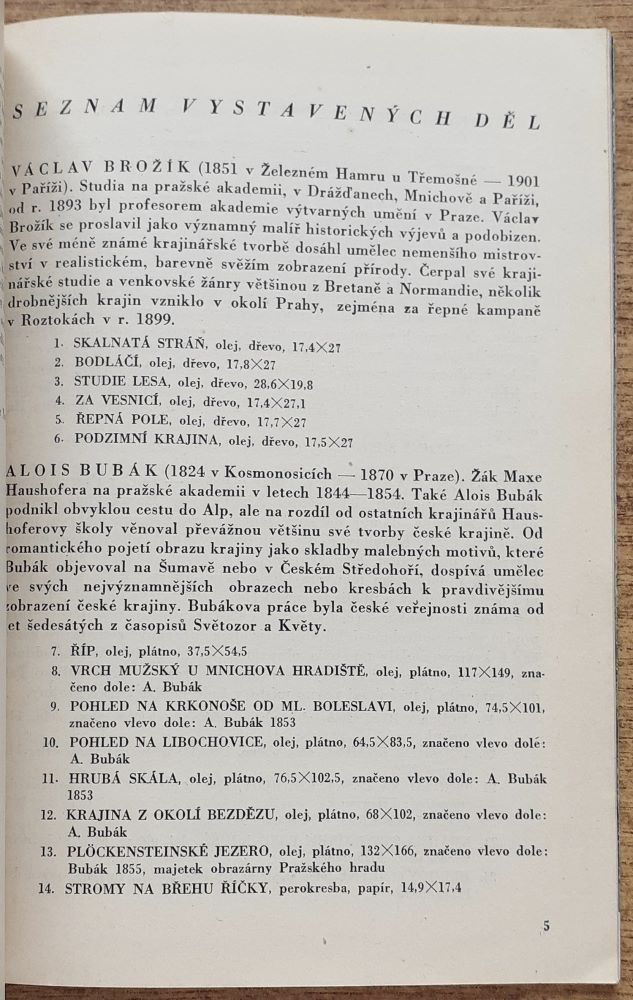 SEZNAM VYSTAVENÝCH DĚL
VÁCLAV BROŽÍK (1851 v Železném Hamru u Třemošné — 1901
v Paříži). Studia na pražské akademii, v Drážďanech, Mnichově a Paříži,
od r. 1893 byl profesorem akademie výtvarných umění v Praze. Václav
Brožík se proslavil jako významný malíř historických výjevů a podobizen.
Ve své méně známé krajinářské tvorbě dosáhl umělec nemenšího mistrov-
ství v realistickém, barevně svěžím zobrazení přírody. Čerpal své kraji-
nářské studie a venkovské žánry většinou z Bretaně a Normandie, několik
drobnějších krajin vzniklo v okolí Prahy, zejména za řepné kampaně
v Roztokách v r. 1899.
1. SKALNATÁ STRÁŇ, olej, dřevo, 17,4×27
2. BODLÁČÍ, olej, dřevo, 17,8×27
3. STUDIE LESA, olej, dřevo, 28,6×19,8
4. ZA VESNICÍ, olej, dřevo, 17,4×27,1
5. ŘEPNÁ POLE, olej, dřevo, 17,7×27
6. PODZIMNÍ KRAJINA, olej, dřevo, 17,5×27
ALOIS BUBÁK (1824 v Kosmonosicích — 1870 v Praze). Žák Maxe
Haushofera na pražské akademii v letech 1844—1854. Také Alois Bubák
podnikl obvyklou cestu do Alp, ale na rozdíl od ostatních krajinářů Haus-
hoferovy školy věnoval převážnou většinu své tvorby české krajině. Od
romantického pojetí obrazu krajiny jako skladby malebných motivů, které
Bubák objevoval na Šumavě nebo v Českém Středohoří, dospívá umělec
ve svých nejvýznamnějších obrazech nebo kresbách k pravdivějšímu
zobrazení české krajiny. Bubákova práce byla české veřejnosti známa od
let šedesátých z časopisů Světozor a Květy.
7. ŘÍP, olej, plátno, 37,5×54,5
8. VRCH MUŽSKÝ U MNICHOVA HRADIŠTĚ, olej, plátno, 117×149, zna-
čeno dole: A. Bubák
9. POHLED NA KRKONOŠE OD ML. BOLESLAVI, olej, plátno, 74,5×101,
značeno vlevo dole: A. Bubák 1853
10. POHLED NA LIBOCHOVICE, olej, plátno, 64,5×83,5, značeno vlevo dole:
A. Bubák
11. HRUBÁ SKÁLA, olej, plátno, 76,5×102,5, značeno vlevo dole: A. Bubák
1853
12. KRAJINA Z OKOLÍ BEZDĚZU, olej, plátno, 68×102, značeno vlevo dole:
A. Bubák
13. PLÖCKENSTEINSKÉ JEZERO, olej, plátno, 132×166, značeno vlevo dole:
Bubák 1855, majetek obrazárny Pražského hradu
14. STROMY NA BŘEHU ŘÍČKY, perokresba, papír, 14,9×17,4
5